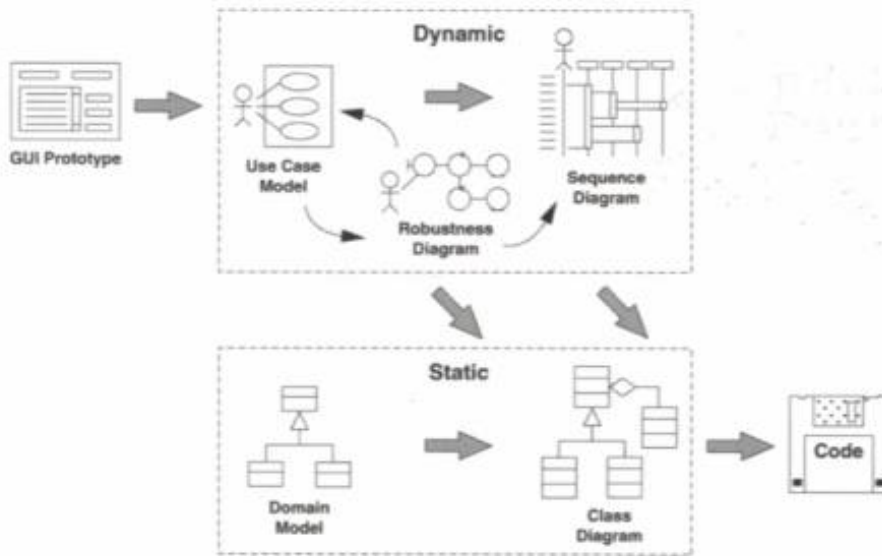 Dynamic
GUI Prototype
Use Case
Model
Robustness
Diagram
Sequence
Diagram
Static
Domain
Model
Class
Diagram
Code